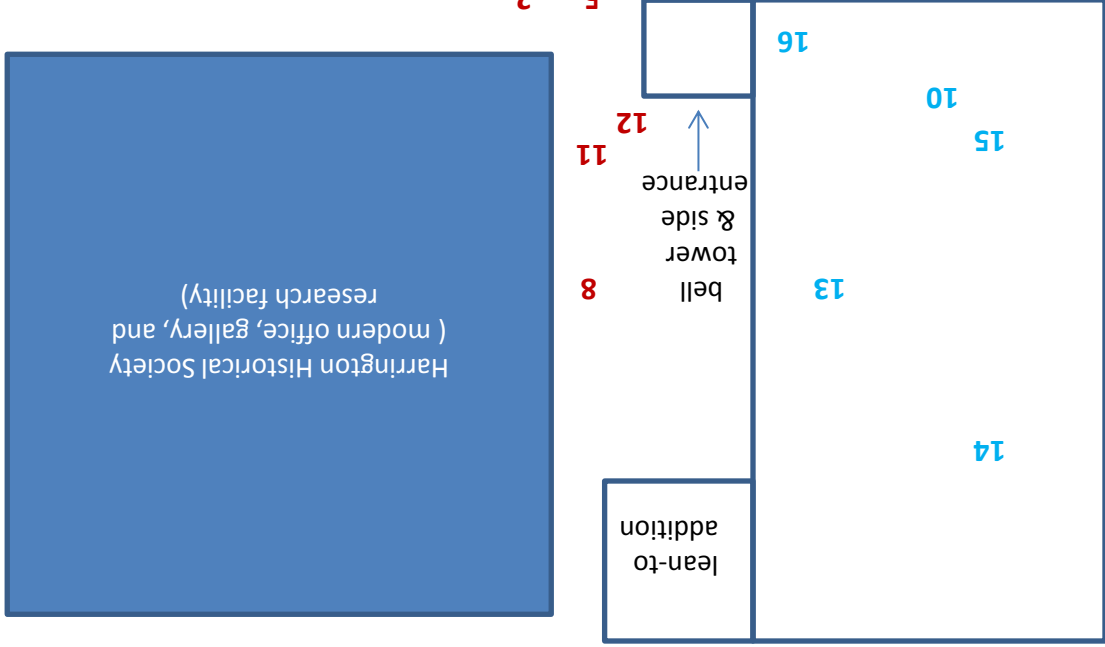 lean-to
addition
14
Harrington Historical Society
( modern office, gallery, and
research facility)
13
bell
tower
& side
entrance
8
11
15
12
10
16
5